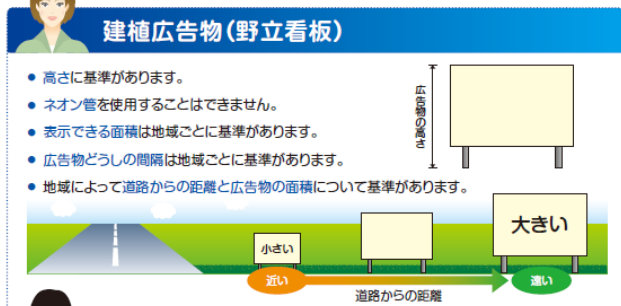 建植広告物（野立看板）
● 高さに基準があります。
● ネオン管を使用することはできません。
● 表示できる面積は地域ごとに基準があります。
● 広告物どうしの間隔は地域ごとに基準があります。
● 地域によって道路からの距離と広告物の面積について基準があります。
広告物の高さ
小さい
大きい
近い
遠い
道路からの距離